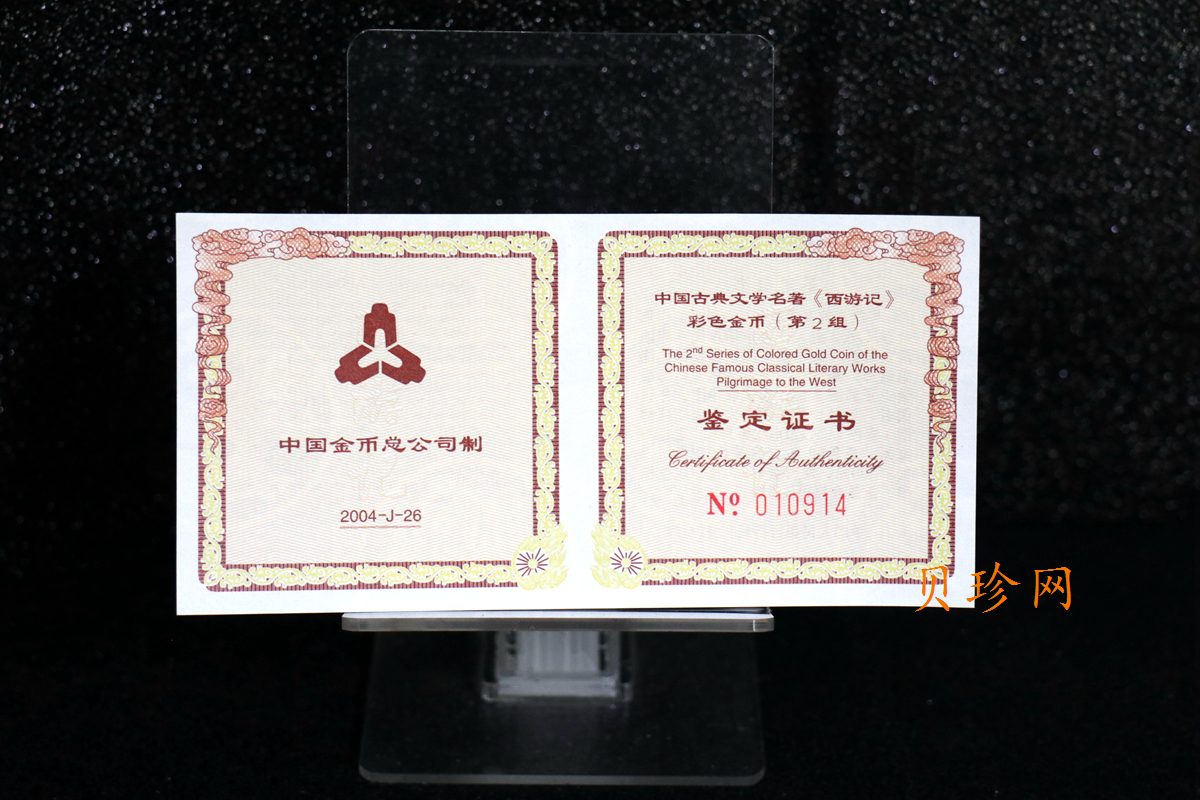 中国金币总公司制
2004-J-26
中国古典文学名著《西游记》
彩色金币（第2组）
The 2nd Series of Colored Gold Coin of the
Chinese Famous Classical Literary Works
Pilgrimage to the West
鉴定证书
Certificate of Authenticity
Nº 010914
贝珍网